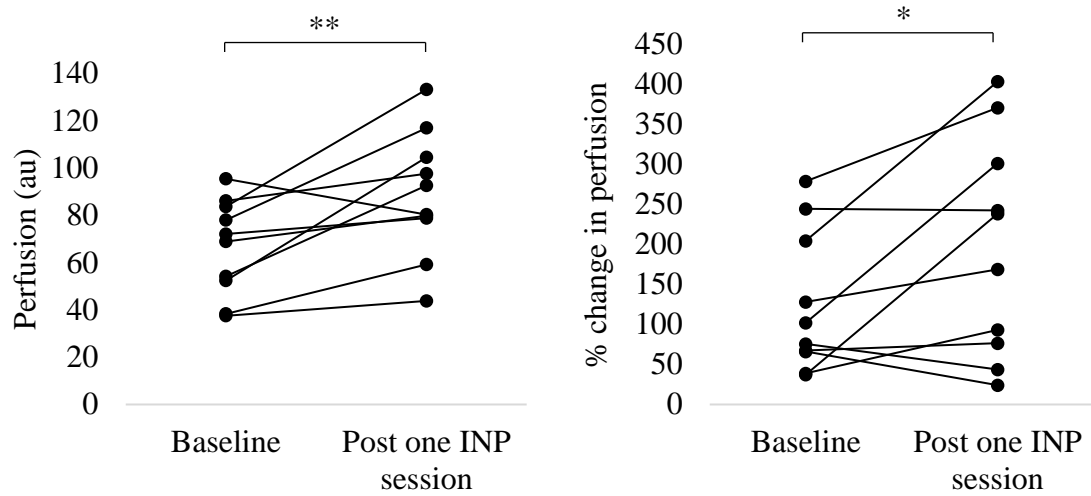 **
Perfusion (au)
140
120
100
80
60
40
20
0
Baseline
Post one INP
session
*
% change in perfusion
450
400
350
300
250
200
150
100
50
0
Baseline
Post one INP
session